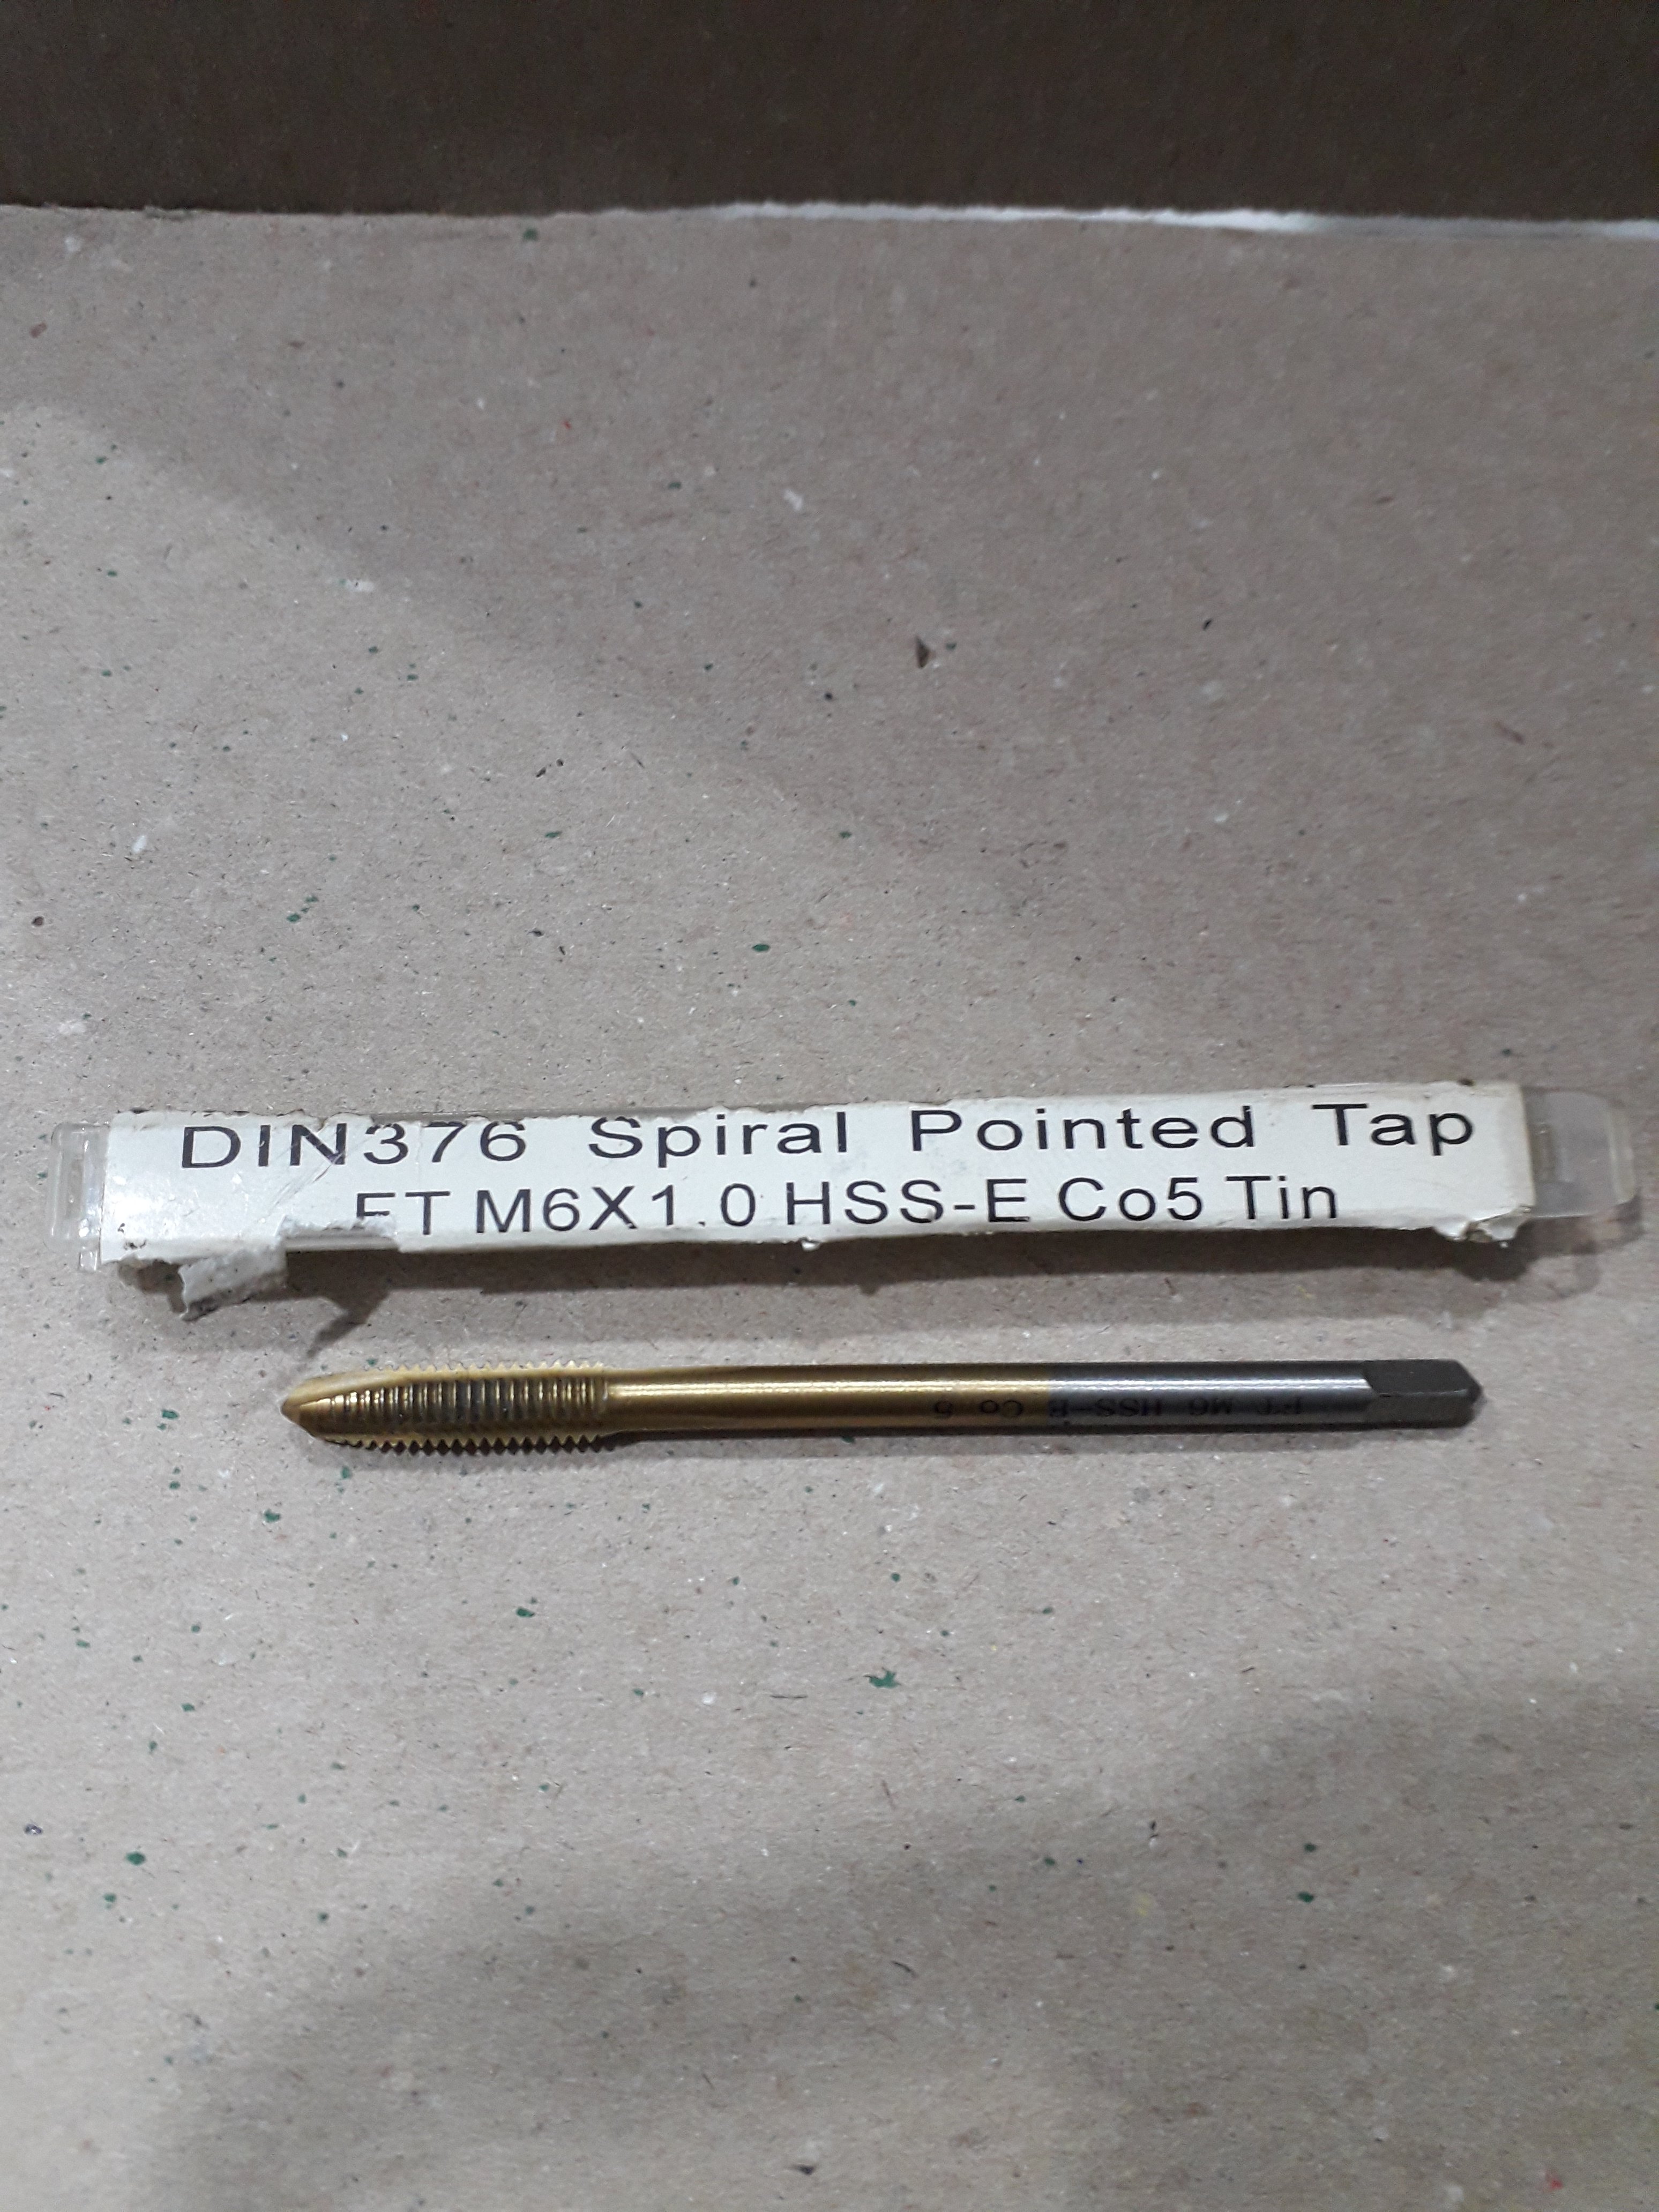 DIN376 Spiral Pointed Tap
FT M6X1.0 HSS-E Co5 Tin
FT M6 HSS-E Co 5